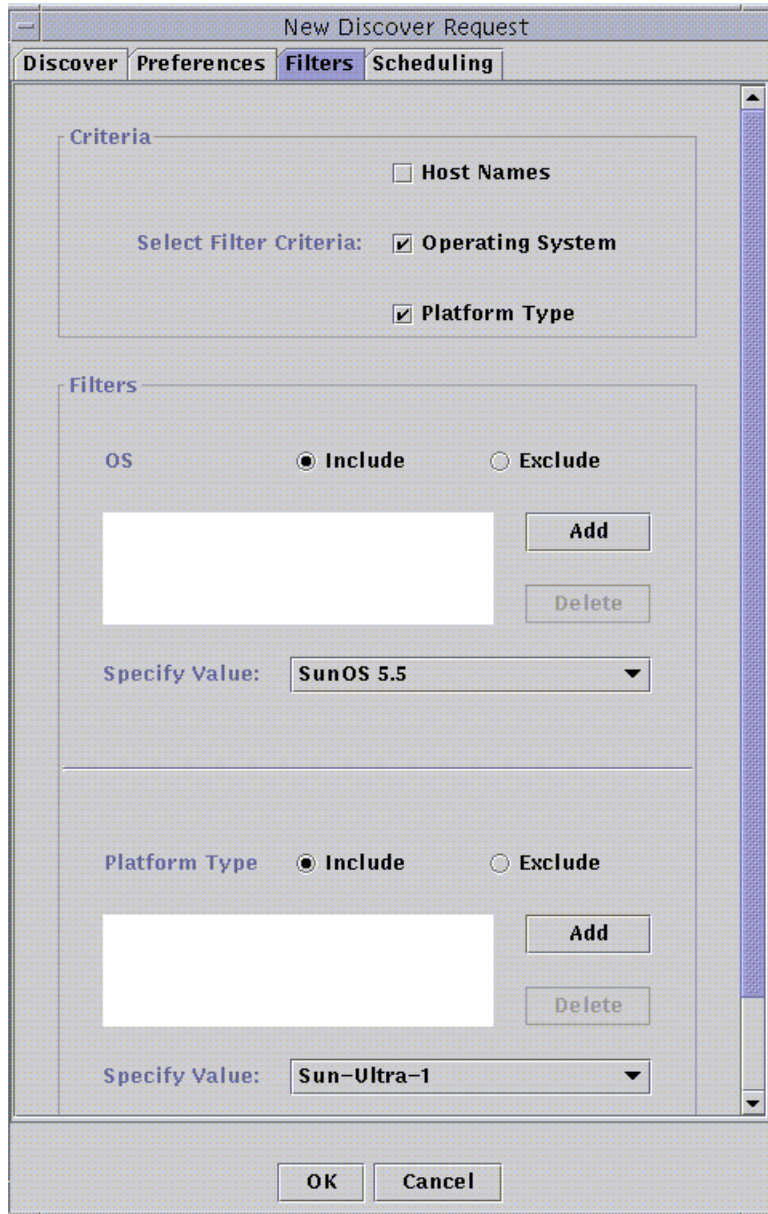 New Discover Request
Discover Preferences Filters Scheduling
Criteria
Host Names
Select Filter Criteria: Operating System
Platform Type
Filters
OS Include Exclude
Add
Delete
Specify Value: SunOS 5.5
Platform Type Include Exclude
Add
Delete
Specify Value: Sun-Ultra-1
OK Cancel